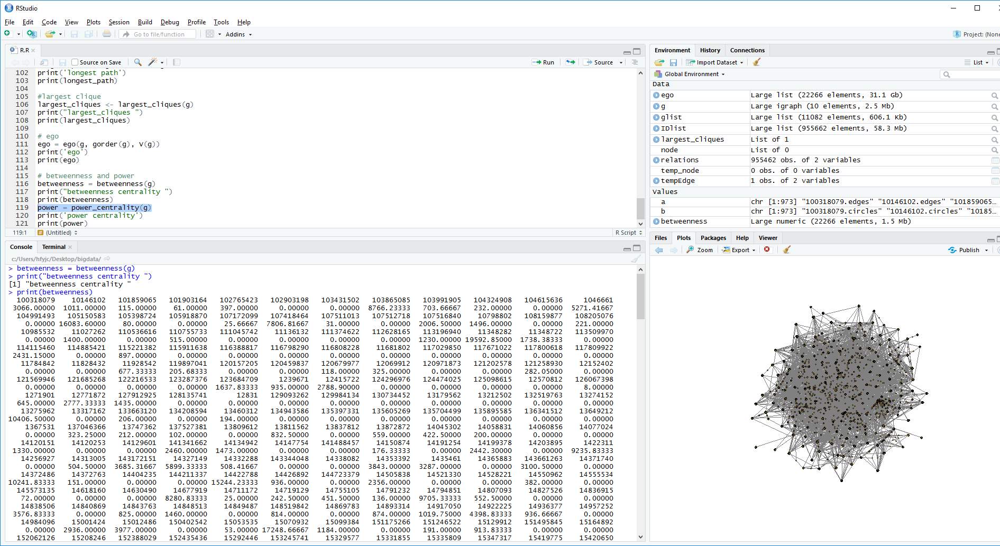 RStudio
File Edit Code View Plots Session Build Debug Profile Tools Help
Go to file/function Addins Project: (None
R.R
Source on Save Run Source
102 print('longest path')
103 print(longest_path)
104
105 #largest clique
106 largest_cliques <- largest_cliques(g)
107 print("largest_cliques ")
108 print(largest_cliques)
109
110 # ego
111 ego = ego(g, gorder(g), V(g))
112 print('ego')
113 print(ego)
114
115 # betweenness and power
116 betweenness = betweenness(g)
117 print("betweenness centrality ")
118 print(betweenness)
119 power = power_centrality(g)
120 print('power centrality')
121 print(power)
119:1 # (Untitled) R Script
Console Terminal
c:/Users/hfyjc/Desktop/bigdata/
> betweenness = betweenness(g)
> print("betweenness centrality ")
[1] "betweenness centrality "
> print(betweenness)
100318079 10146102 101859065 101903164 102765423 102903198 103431502 103865085 103991905 104324908 104615636 1046661
3066.00000 1011.00000 115.00000 61.00000 397.00000 0.00000 0.00000 8766.23333 703.66667 232.00000 0.00000 5271.41667
104991493 105150583 105398724 105918870 107172099 107418464 107511013 107512718 107516840 10798802 108159877 108205076
0.00000 16083.60000 80.00000 0.00000 25.66667 7806.81667 31.00000 0.00000 2006.50000 1496.00000 0.00000 221.00000
10985532 11027262 110536616 110755733 111045742 11136132 111374622 112628165 113196940 11348282 11348722 113509970
0.00000 1400.00000 0.00000 515.00000 0.00000 0.00000 0.00000 0.00000 1230.00000 19592.85000 1738.38333 0.00000
114115460 114885421 115221382 115911638 116388817 116798290 116808228 11681802 117029850 117671022 117800618 117809922
2431.15000 0.00000 897.00000 0.00000 0.00000 0.00000 0.00000 0.00000 0.00000 0.00000 0.00000 0.00000
11784842 11828432 11928542 119897041 120157205 120459837 120679977 12069912 120971873 121202578 121258930 12152402
0.00000 0.00000 677.33333 205.68333 0.00000 0.00000 118.00000 325.00000 0.00000 0.00000 282.05000 0.00000
121569946 121685268 122216533 123287376 123684709 1239671 12415722 124296976 124474025 125098615 12570812 126067398
0.00000 0.00000 0.00000 0.00000 1637.83333 935.00000 2788.90000 0.00000 0.00000 0.00000 0.00000 8.00000
1271901 12771872 127912925 128135741 12831 129093262 129984134 130734452 13179562 13212502 132519763 13274152
645.00000 2777.33333 1435.00000 0.00000 0.00000 0.00000 0.00000 0.00000 0.00000 0.00000 0.00000 0.00000
13275962 13317162 133663120 134208594 13460312 134943586 135397331 135605269 135704499 135895585 136341512 13649212
10406.50000 0.00000 206.00000 0.00000 194.00000 0.00000 0.00000 0.00000 0.00000 0.00000 0.00000 0.00000
1367531 137046366 13747362 137527381 13809612 13811562 13837812 13872872 14045302 14058831 14060856 14077024
0.00000 323.25000 212.00000 102.00000 0.00000 832.50000 0.00000 559.00000 422.50000 200.00000 0.00000 0.00000
14120151 14120253 14129601 141341662 14134942 14147754 141488457 14150874 14191254 14199378 14203895 1422311
1330.00000 0.00000 0.00000 2460.00000 1473.00000 0.00000 0.00000 176.33333 0.00000 2442.30000 0.00000 9235.83333
14256927 14313005 143172151 14327149 14332288 143344048 14338082 14353392 1435461 14365883 143661263 14371740
0.00000 504.50000 3685.31667 5899.33333 508.41667 0.00000 0.00000 3843.00000 3287.00000 0.00000 3100.50000 0.00000
14372486 14372763 14404235 144211337 14422788 14426892 144723379 14505838 14521330 14528221 14550962 14555534
10241.83333 151.00000 0.00000 0.00000 15244.23333 936.00000 0.00000 2356.00000 0.00000 0.00000 382.00000 0.00000
145573135 14618160 14630490 14677919 14711172 14719129 14755105 14791232 14794851 14807093 14827526 14836915
72.00000 0.00000 0.00000 8280.83333 25.00000 242.50000 451.50000 136.00000 9705.33333 552.50000 0.00000 0.00000
14838506 14840869 14843763 14848513 14849487 148519842 14869783 14893314 14917050 14922225 14936377 14957252
3576.83333 0.00000 825.00000 1460.00000 0.00000 814.00000 0.00000 874.00000 1019.75000 4398.83333 936.66667 0.00000
14984096 15001424 15012486 150402542 15053535 15070932 15099384 151175266 151246522 15129912 151495845 15164892
0.00000 2936.00000 3977.00000 0.00000 53.00000 17248.66667 1184.00000 0.00000 191.00000 913.83333 0.00000 0.00000
152062126 15208246 152388029 152435436 15292446 153245741 15329577 15331855 15335809 15347317 15419775 15420650
Environment History Connections
Import Dataset List
Global Environment
Data
ego Large list (22266 elements, 31.1 Gb)
g Large igraph (10 elements, 2.5 Mb)
glist Large list (11082 elements, 606.1 Kb)
IDlist Large list (955662 elements, 58.3 Mb)
largest_cliques List of 1
node List of 0
relations 955462 obs. of 2 variables
temp_node 0 obs. of 0 variables
tempEdge 1 obs. of 2 variables
Values
a chr [1:973] "100318079.edges" "10146102.edges" "101859065...
b chr [1:973] "100318079.circles" "10146102.circles" "10185...
betweenness Large numeric (22266 elements, 1.5 Mb)
Files Plots Packages Help Viewer
Zoom Export Publish